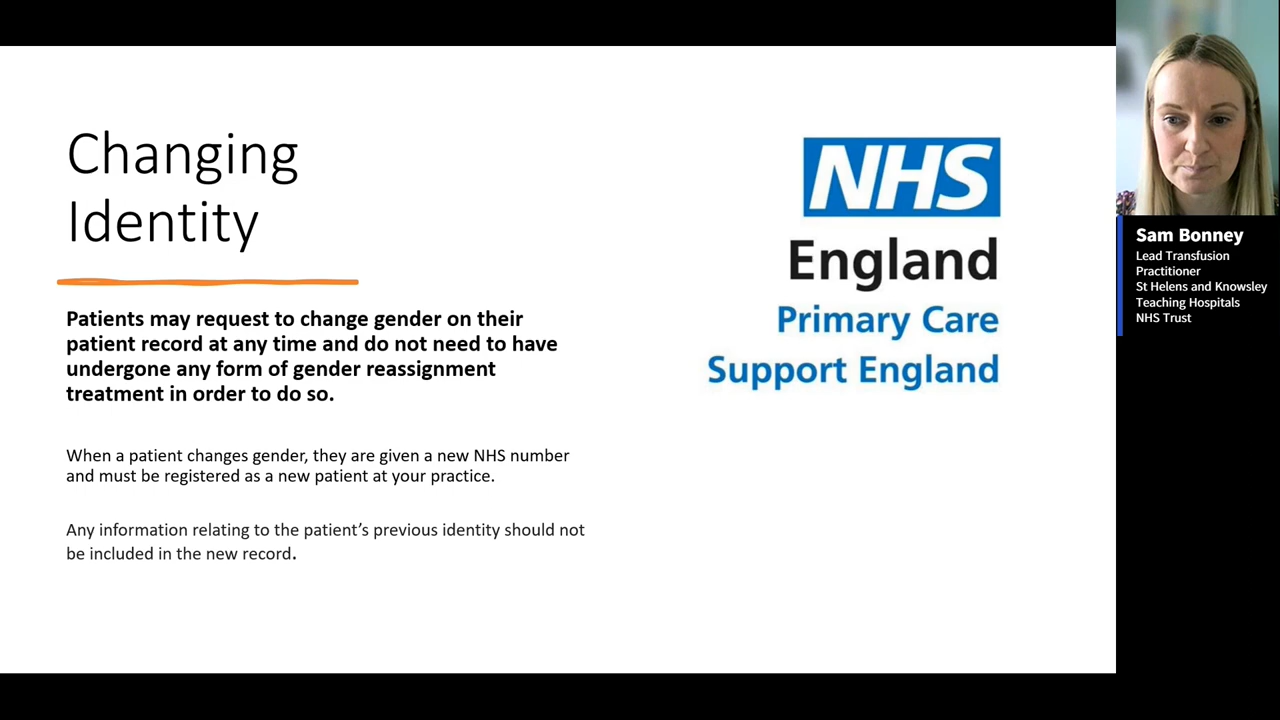 Changing
Identity
Patients may request to change gender on their
patient record at any time and do not need to have
undergone any form of gender reassignment
treatment in order to do so.
When a patient changes gender, they are given a new NHS number
and must be registered as a new patient at your practice.
Any information relating to the patient’s previous identity should not
be included in the new record.
NHS
England
Primary Care
Support England
Sam Bonney
Lead Transfusion
Practitioner
St Helens and Knowsley
Teaching Hospitals
NHS Trust